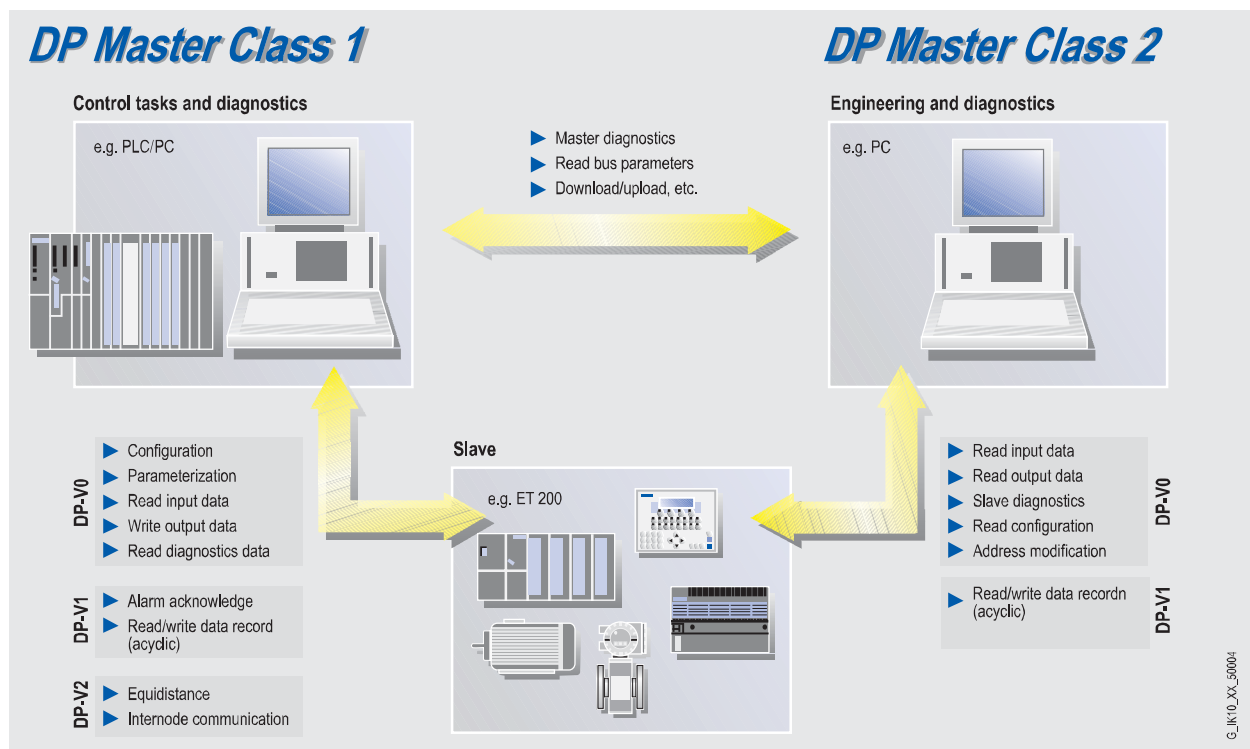 DP Master Class 1
DP Master Class 2
Control tasks and diagnostics
Engineering and diagnostics
e.g. PLC/PC
Master diagnostics
Read bus parameters
Download/upload, etc.
e.g. PC
Slave
e.g. ET 200
DP-V0
Configuration
Parameterization
Read input data
Write output data
Read diagnostics data
DP-V1
Alarm acknowledge
Read/write data record
(acyclic)
DP-V2
Equidistance
Internode communication
Read input data
Read output data
Slave diagnostics
Read configuration
Address modification
DP-V0
Read/write data recordn
(acyclic)
DP-V1
G_IK10_XX_50004